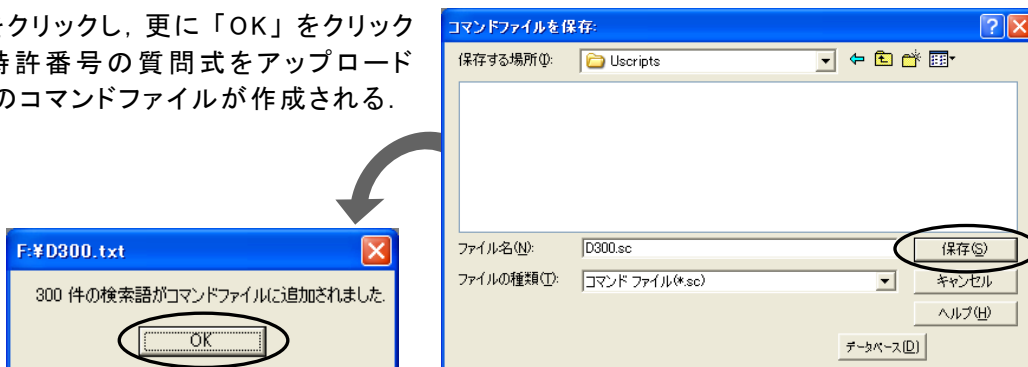 をクリックし，更に「OK」をクリック
特許番号の質問式をアップロード
のコマンドファイルが作成される．
コマンドファイルを保存:
保存する場所(I):
Uscripts
ファイル名(N):
D300.sc
保存(S)
ファイルの種類(T):
コマンド ファイル(*.sc)
キャンセル
ヘルプ(H)
データベース(D)
F:¥D300.txt
300 件の検索語がコマンドファイルに追加されました.
OK